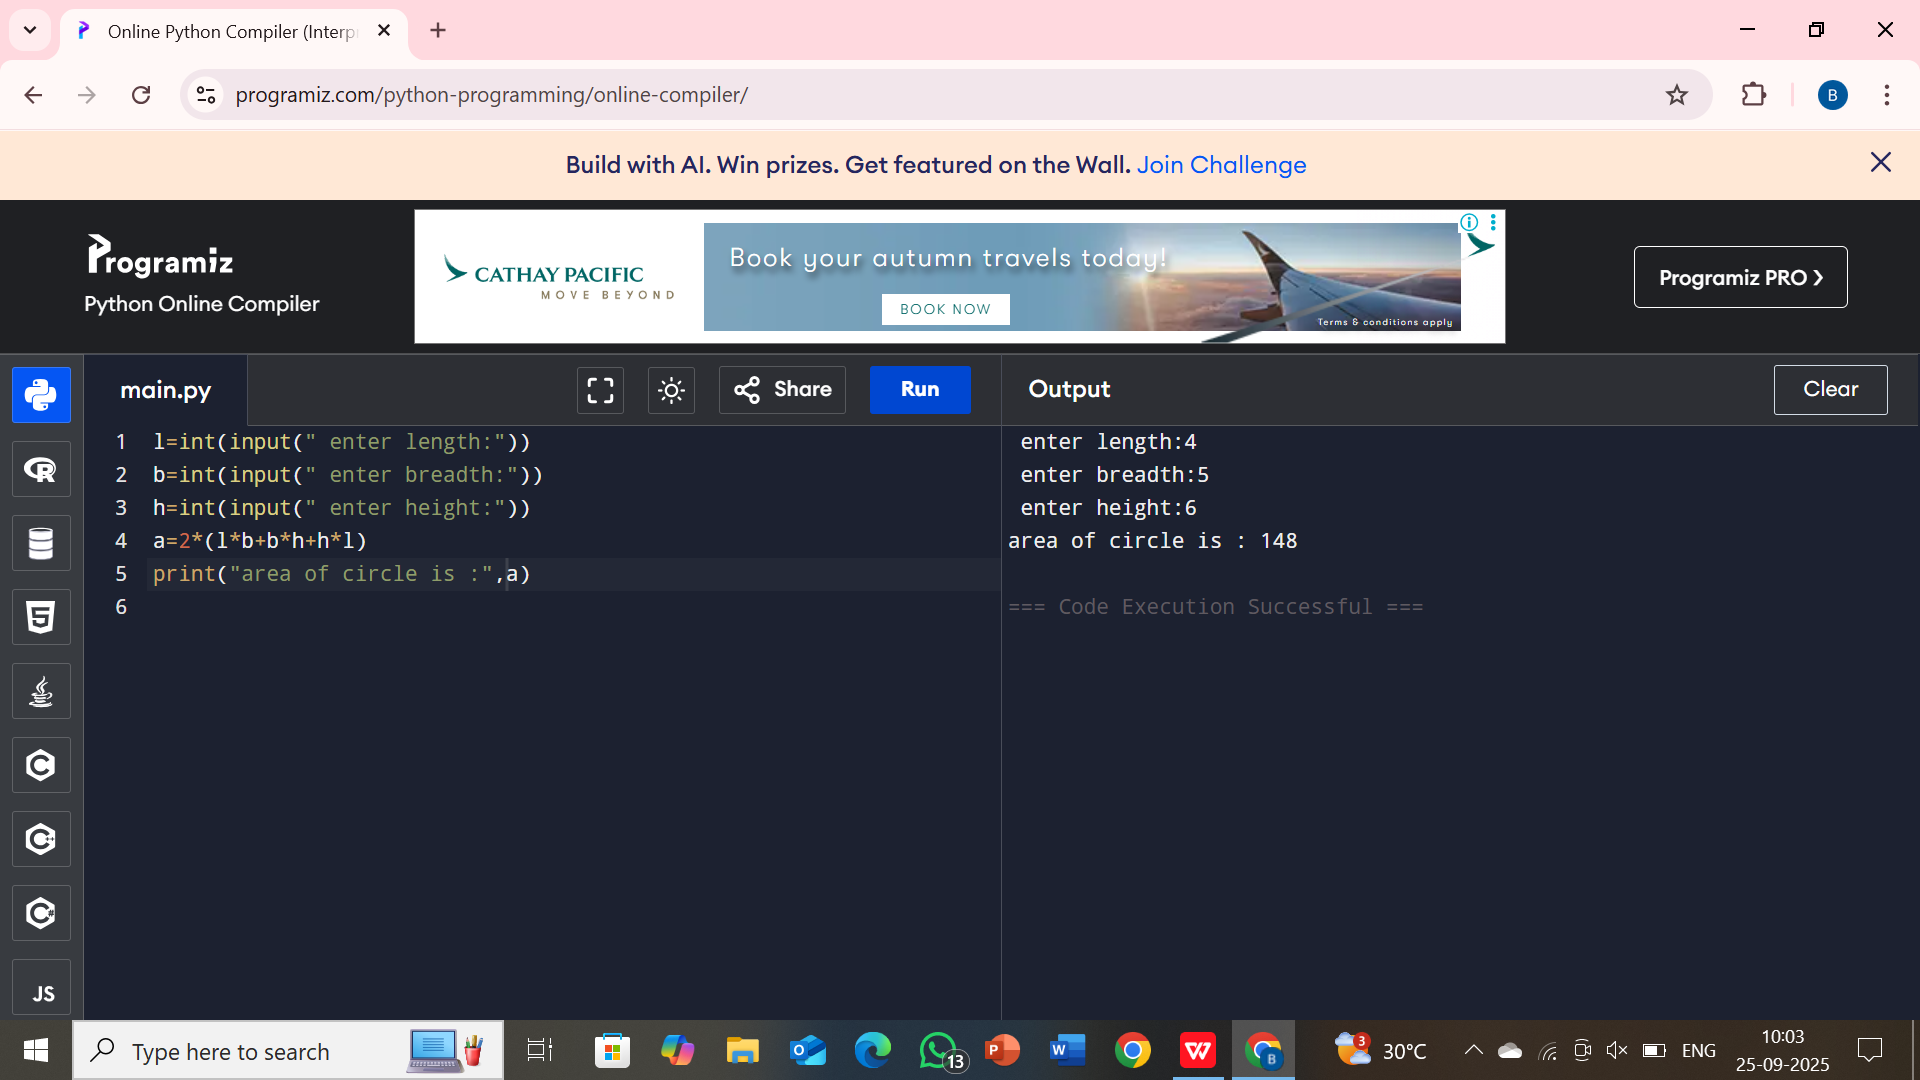 Online Python Compiler (Interp
programiz.com/python-programming/online-compiler/
B
Build with AI. Win prizes. Get featured on the Wall. Join Challenge
Programiz
Python Online Compiler
CATHAY PACIFIC
MOVE BEYOND
Book your autumn travels today!
BOOK NOW
Terms & conditions apply
Programiz PRO ❯
main.py
Share
Run
Output
Clear
1 l=int(input(" enter length:"))
2 b=int(input(" enter breadth:"))
3 h=int(input(" enter height:"))
4 a=2*(l*b+b*h+h*l)
5 print("area of circle is :",a)
6
enter length:4
enter breadth:5
enter height:6
area of circle is : 148
=== Code Execution Successful ===
R
5
C
C++
C#
JS
Type here to search
O
13
P
W
W
B
3
30°C
ENG
10:03
25-09-2025